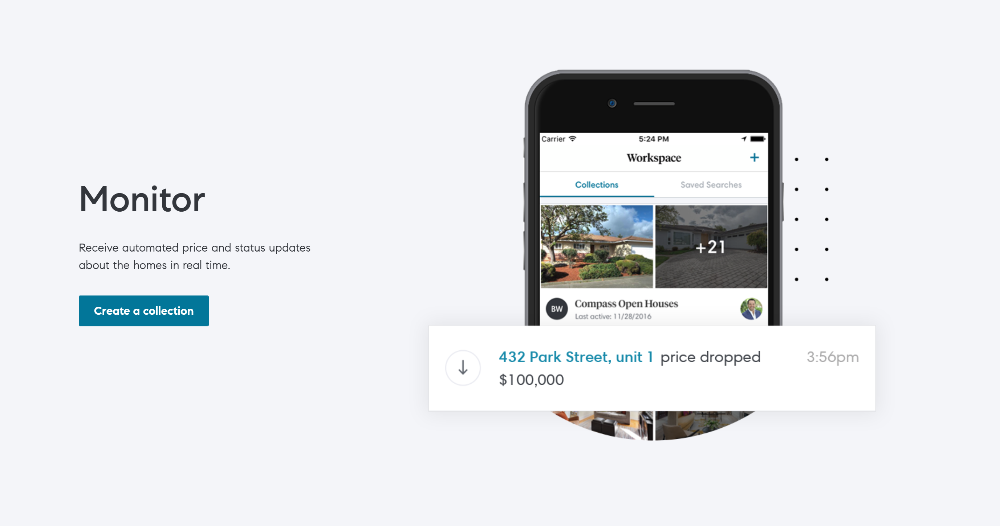 Monitor
Receive automated price and status updates
about the homes in real time.
Create a collection
Carrier 5:24 PM
Workspace +
Collections Saved Searches
+21
BW Compass Open Houses
Last active: 11/28/2016
432 Park Street, unit 1 price dropped 3:56pm
$100,000